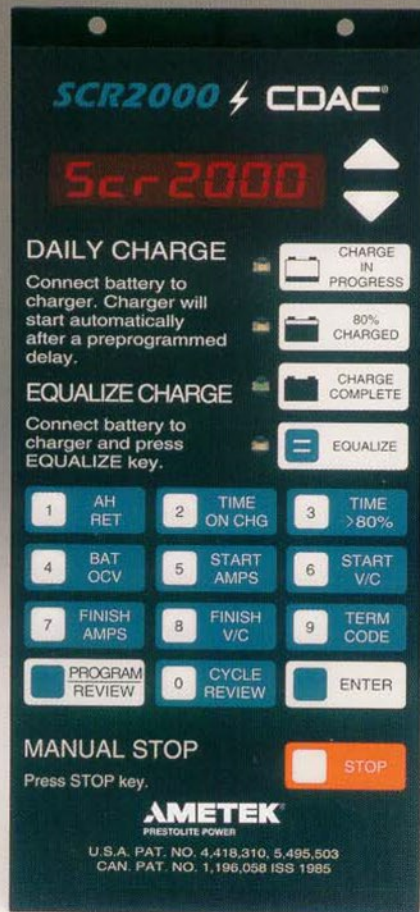 SCR2000 CDAC®
Scr2000
DAILY CHARGE
Connect battery to
charger. Charger will
start automatically
after a preprogrammed
delay.
CHARGE
IN
PROGRESS
80%
CHARGED
EQUALIZE CHARGE
Connect battery to
charger and press
EQUALIZE key.
CHARGE
COMPLETE
= EQUALIZE
1 AH
RET
2 TIME
ON CHG
3 TIME
>80%
4 BAT
OCV
5 START
AMPS
6 START
V/C
7 FINISH
AMPS
8 FINISH
V/C
9 TERM
CODE
PROGRAM
REVIEW
0 CYCLE
REVIEW
ENTER
MANUAL STOP
Press STOP key.
STOP
AMETEK®
PRESTOLITE POWER
U.S.A. PAT. NO. 4,418,310, 5,495,503
CAN. PAT. NO. 1,196,058 ISS 1985